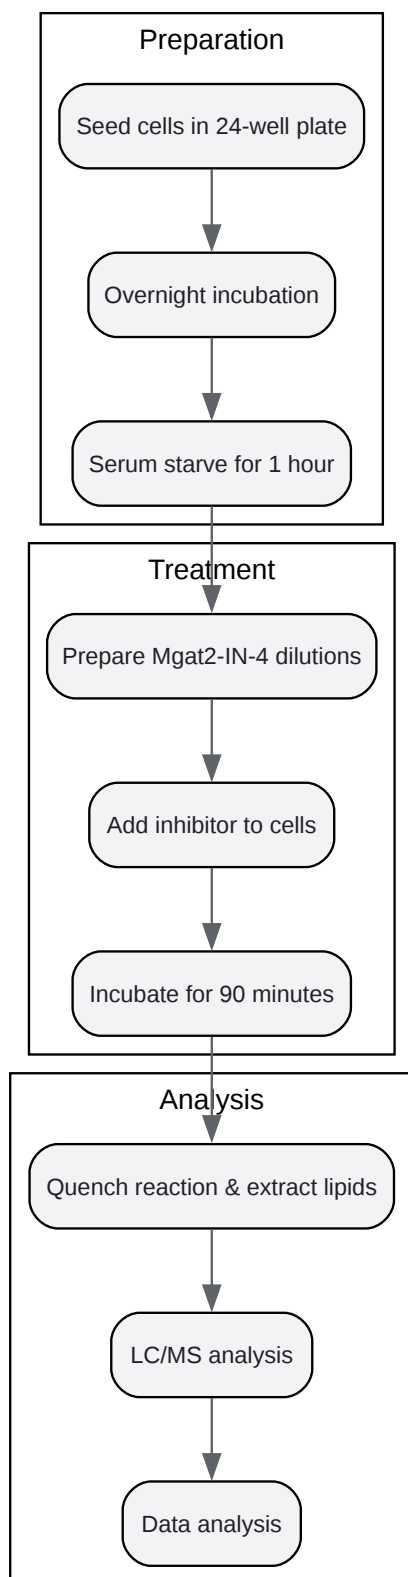 Preparation
Seed cells in 24-well plate
Overnight incubation
Serum starve for 1 hour
Treatment
Prepare Mgat2-IN-4 dilutions
Add inhibitor to cells
Incubate for 90 minutes
Analysis
Quench reaction & extract lipids
LC/MS analysis
Data analysis